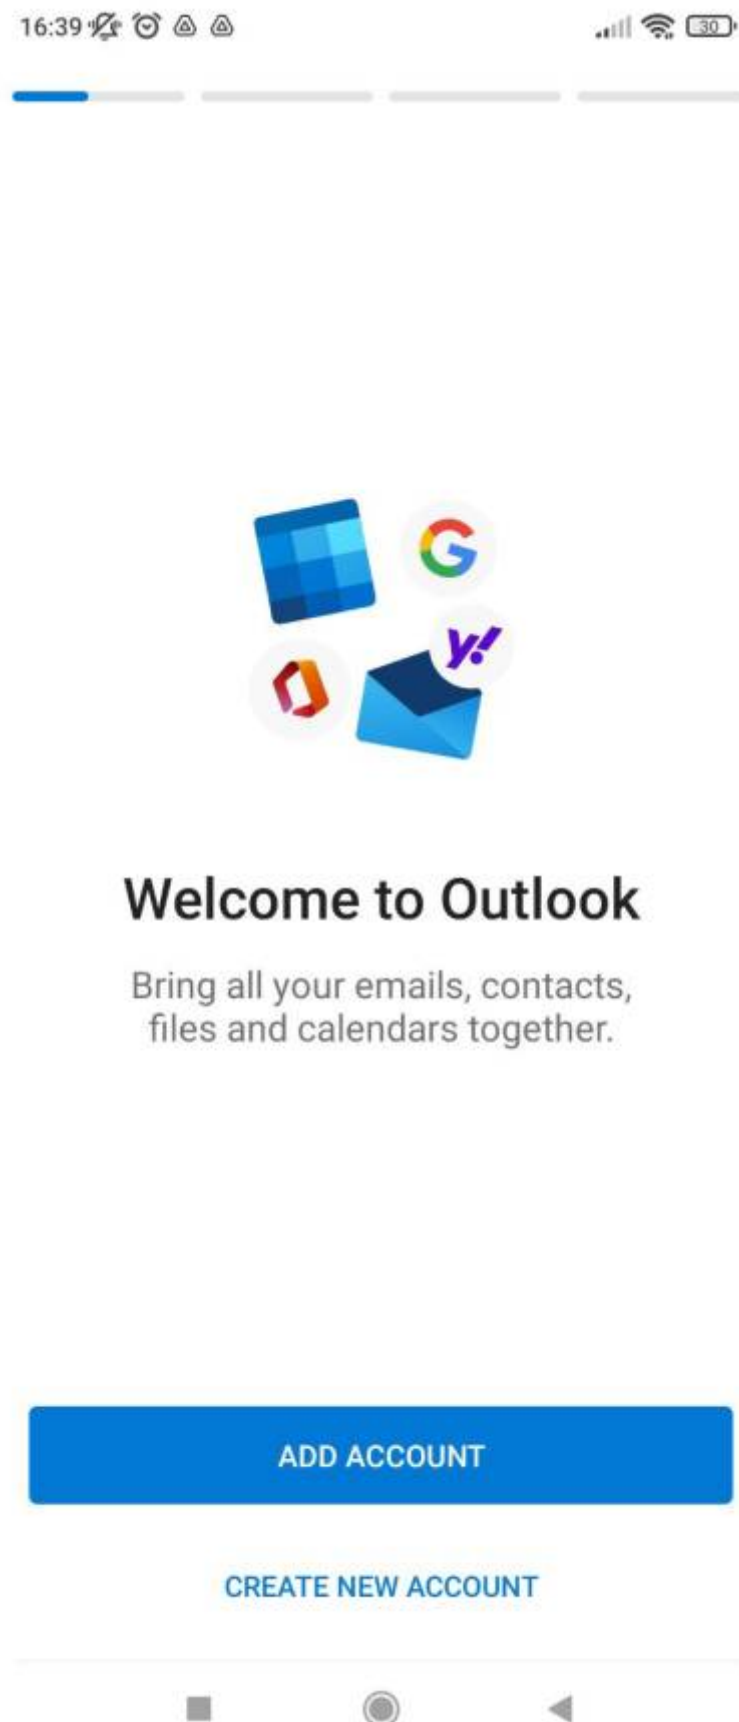 16:39
30
G
y!
Welcome to Outlook
Bring all your emails, contacts,
files and calendars together.
ADD ACCOUNT
CREATE NEW ACCOUNT